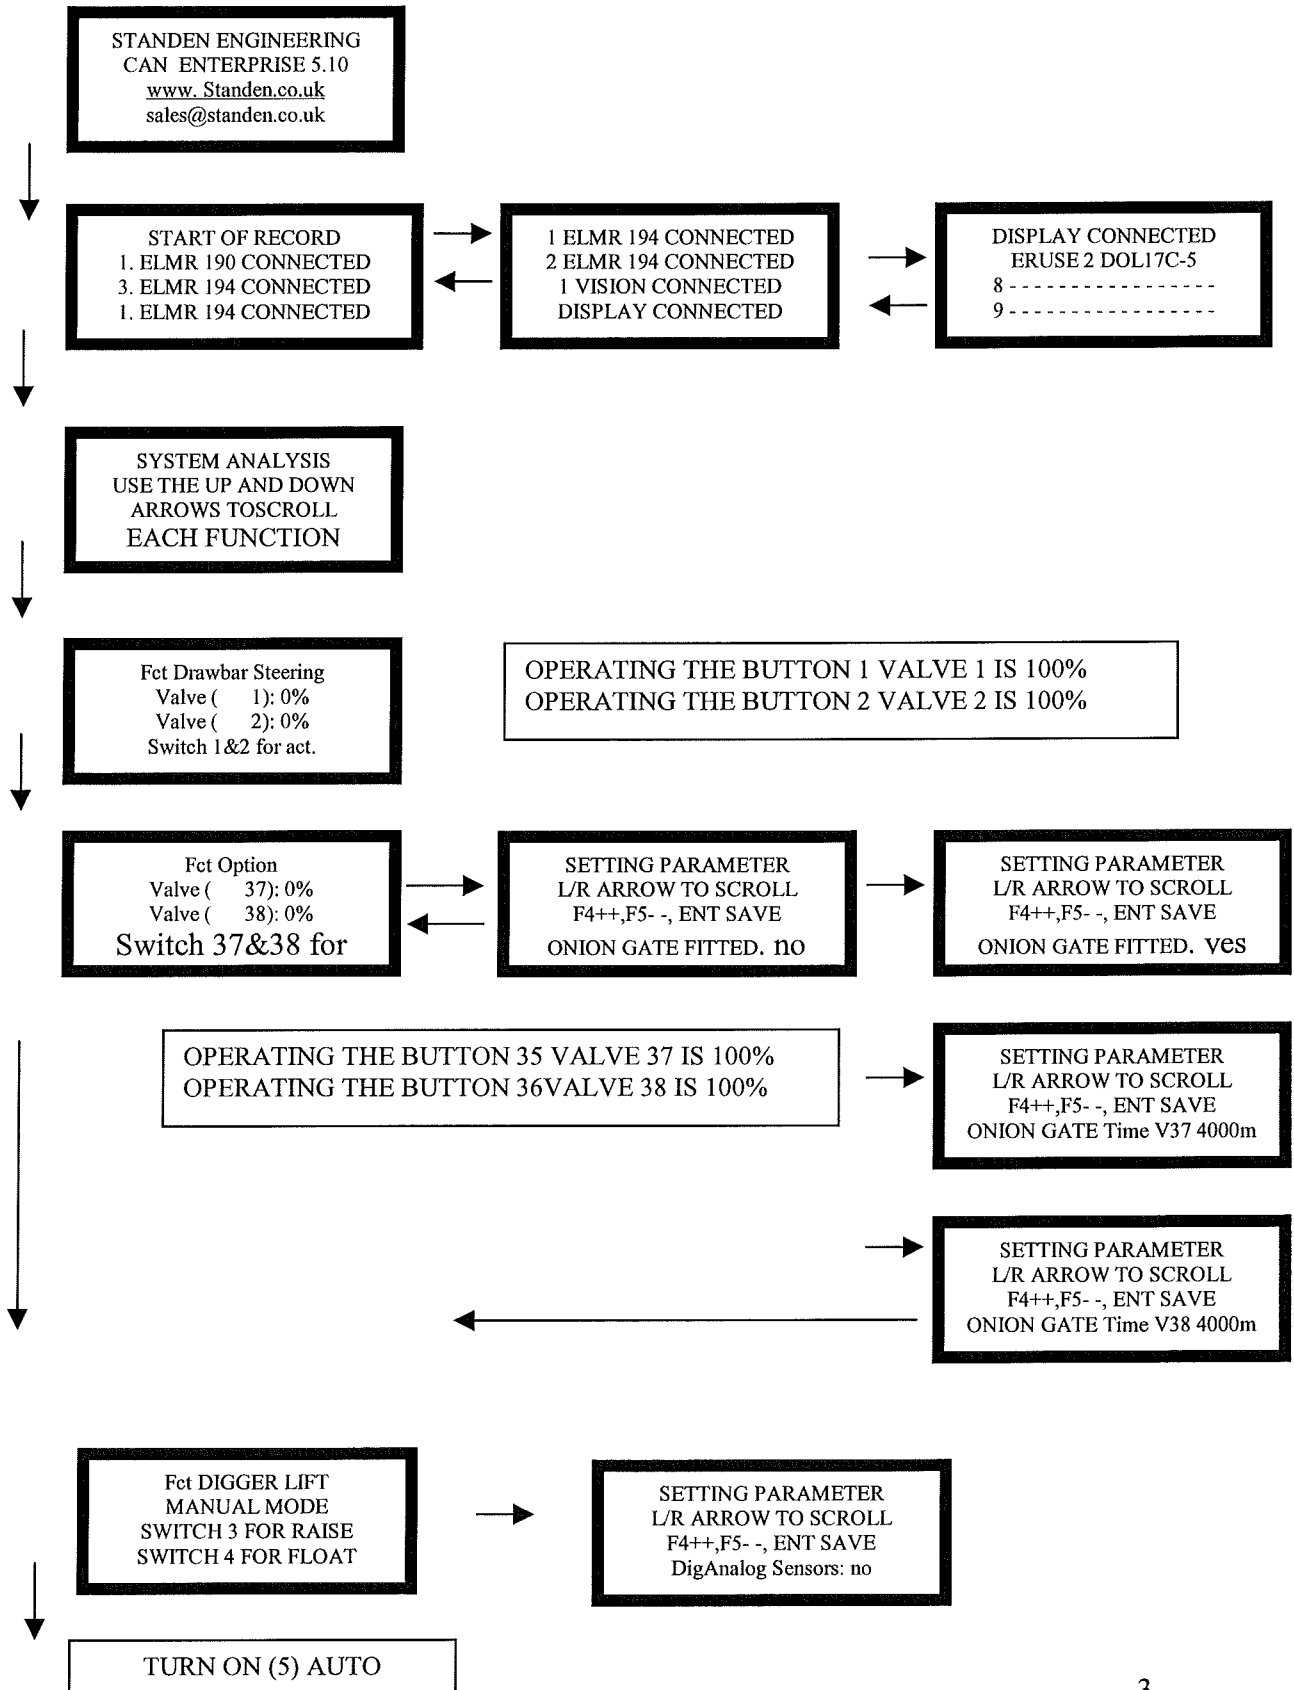 STANDEN ENGINEERING
CAN ENTERPRISE 5.10
www. Standen.co.uk
sales@standen.co.uk
START OF RECORD
1. ELMR 190 CONNECTED
3. ELMR 194 CONNECTED
1. ELMR 194 CONNECTED
1 ELMR 194 CONNECTED
2 ELMR 194 CONNECTED
1 VISION CONNECTED
DISPLAY CONNECTED
DISPLAY CONNECTED
ERUSE 2 DOL17C-5
8 - - - - - - - - - - - - - - - - -
9 - - - - - - - - - - - - - - - - -
SYSTEM ANALYSIS
USE THE UP AND DOWN
ARROWS TOSCROLL
EACH FUNCTION
Fct Drawbar Steering
Valve ( 1): 0%
Valve ( 2): 0%
Switch 1&2 for act.
OPERATING THE BUTTON 1 VALVE 1 IS 100%
OPERATING THE BUTTON 2 VALVE 2 IS 100%
Fct Option
Valve ( 37): 0%
Valve ( 38): 0%
Switch 37&38 for
SETTING PARAMETER
L/R ARROW TO SCROLL
F4++,F5- -, ENT SAVE
ONION GATE FITTED. no
SETTING PARAMETER
L/R ARROW TO SCROLL
F4++,F5- -, ENT SAVE
ONION GATE FITTED. yes
OPERATING THE BUTTON 35 VALVE 37 IS 100%
OPERATING THE BUTTON 36VALVE 38 IS 100%
SETTING PARAMETER
L/R ARROW TO SCROLL
F4++,F5- -, ENT SAVE
ONION GATE Time V37 4000m
SETTING PARAMETER
L/R ARROW TO SCROLL
F4++,F5- -, ENT SAVE
ONION GATE Time V38 4000m
Fct DIGGER LIFT
MANUAL MODE
SWITCH 3 FOR RAISE
SWITCH 4 FOR FLOAT
SETTING PARAMETER
L/R ARROW TO SCROLL
F4++,F5- -, ENT SAVE
DigAnalog Sensors: no
TURN ON (5) AUTO
3